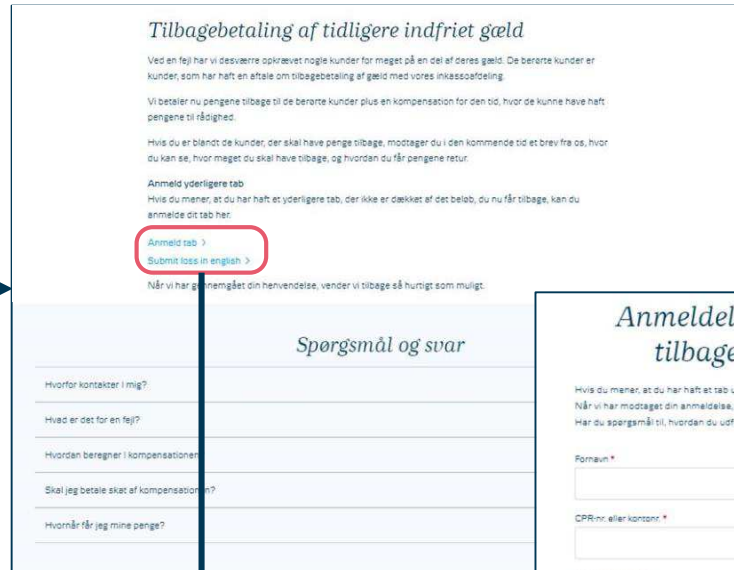 Tilbagebetaling af tidligere indfriet gæld
Ved en fejl har vi desværre opkrævet nogle kunder for meget på en del af deres gæld. De berørte kunder er
kunder, som har haft en aftale om tilbagebetaling af gæld med vores inkassoafdeling.
Vi betaler nu pengene tilbage til de berørte kunder plus en kompensation for den tid, hvor de kunne have haft
pengene til rådighed.
Hvis du er blandt de kunder, der skal have penge tilbage, modtager du i den kommende tid et brev fra os, hvor
du kan se, hvor meget du skal have tilbage, og hvordan du får pengene retur.
Anmeld yderligere tab
Hvis du mener, at du har haft et yderligere tab, der ikke er dækket af det beløb, du nu får tilbage, kan du
anmelde dit tab her.
Anmeld tab >
Submit loss in english >
Når vi har gennemgået din henvendelse, vender vi tilbage så hurtigt som muligt.
Spørgsmål og svar
Hvorfor kontakter I mig?
Hvad er det for en fejl?
Hvordan beregner I kompensationen
Skal jeg betale skat af kompensationen?
Hvornår får jeg mine penge?
Anmeldel
tilbage
Hvis du mener, at du har haft et tab u
Når vi har modtaget din anmeldelse,
Har du spørgsmål til, hvordan du udf
Fornavn *
CPR-nr. eller kontonr. *